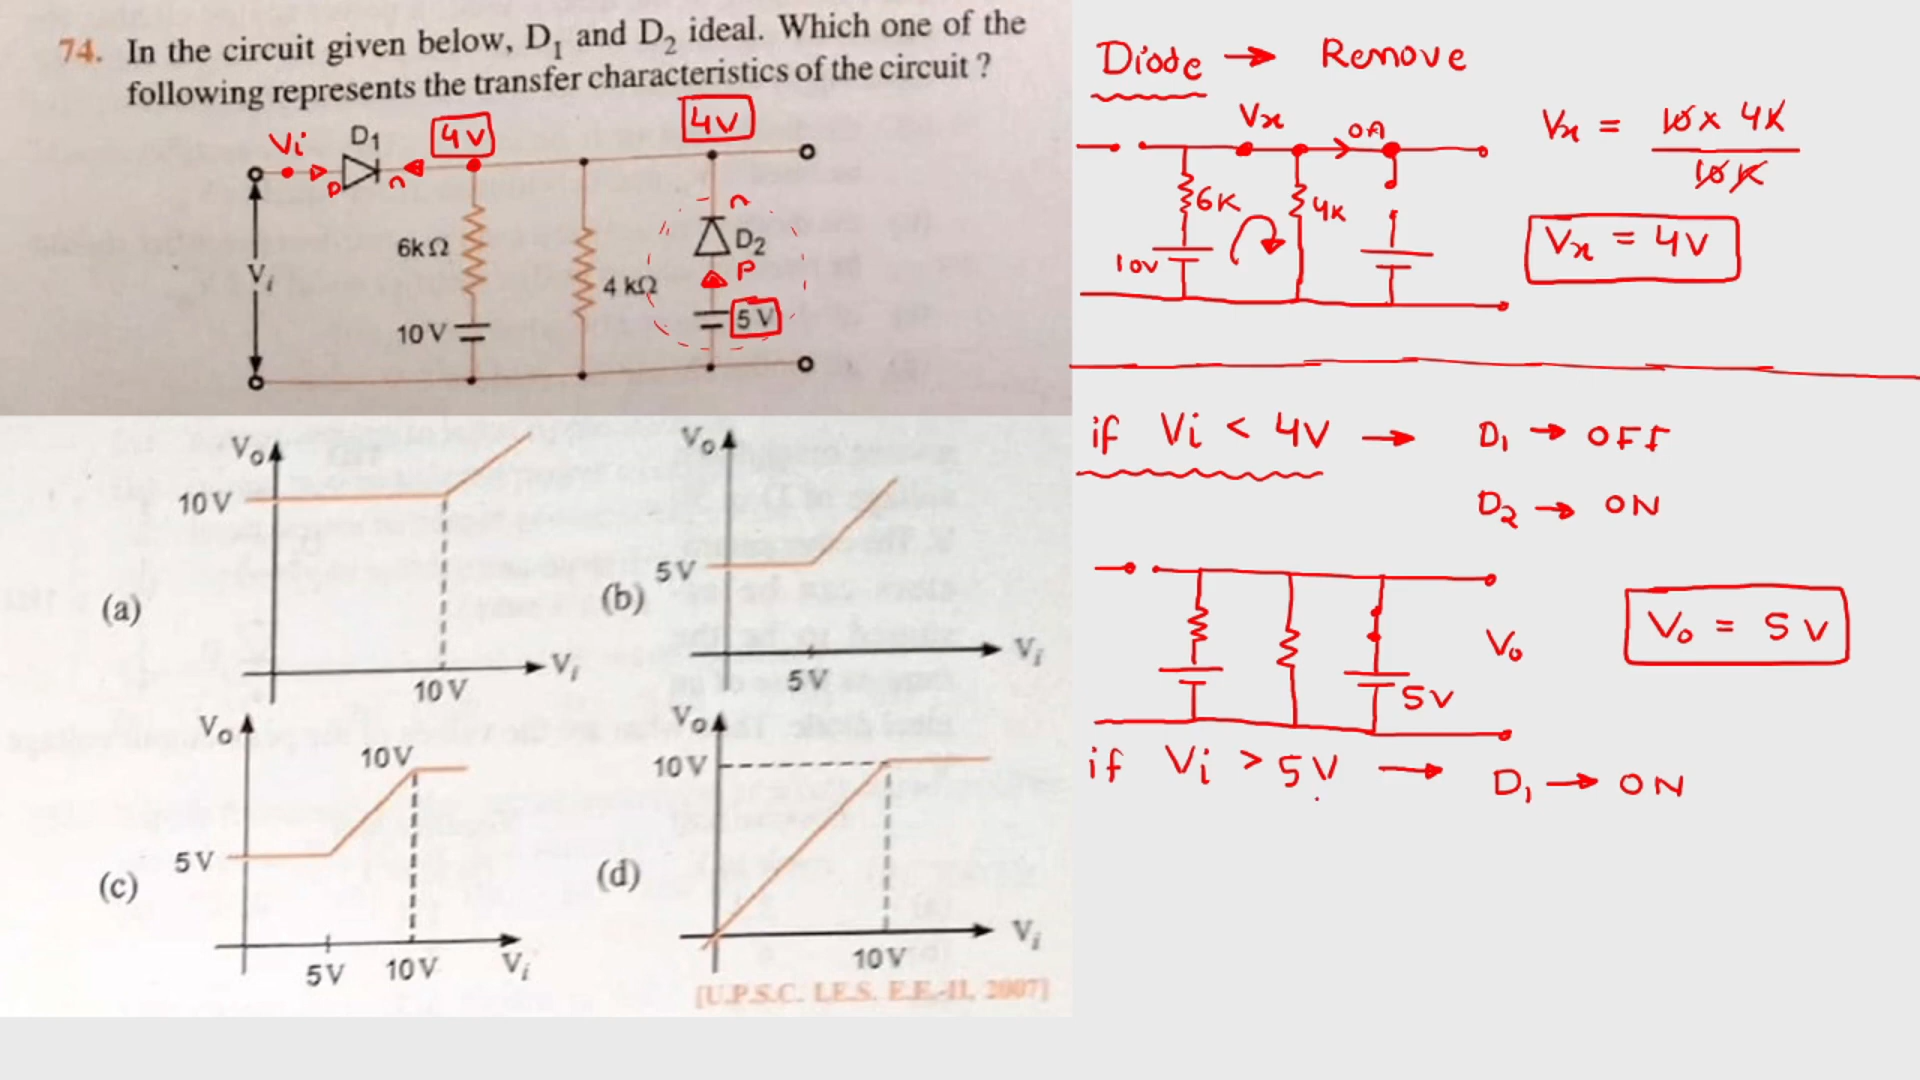 74. In the circuit given below, D₁ and D₂ ideal. Which one of the
following represents the transfer characteristics of the circuit ?
Vi
D₁
4V
4V
p
n
n
6kΩ
D₂
p
Vᵢ
4 kΩ
10 V
5 V
Vₒ
10 V
10 V
Vᵢ
(a)
Vₒ
5 V
5 V
Vᵢ
(b)
Vₒ
10 V
5 V
5 V
10 V
Vᵢ
(c)
Vₒ
10 V
10 V
Vᵢ
(d)
[U.P.S.C. I.E.S. E.E.-II, 2007]
Diode → Remove
Vx
0A
6K
4K
10V
Vx = 10 x 4K
10K
Vx = 4V
if Vi < 4V → D₁ → OFF
D₂ → ON
Vo
5V
Vo = 5V
if Vi > 5V → D₁ → ON